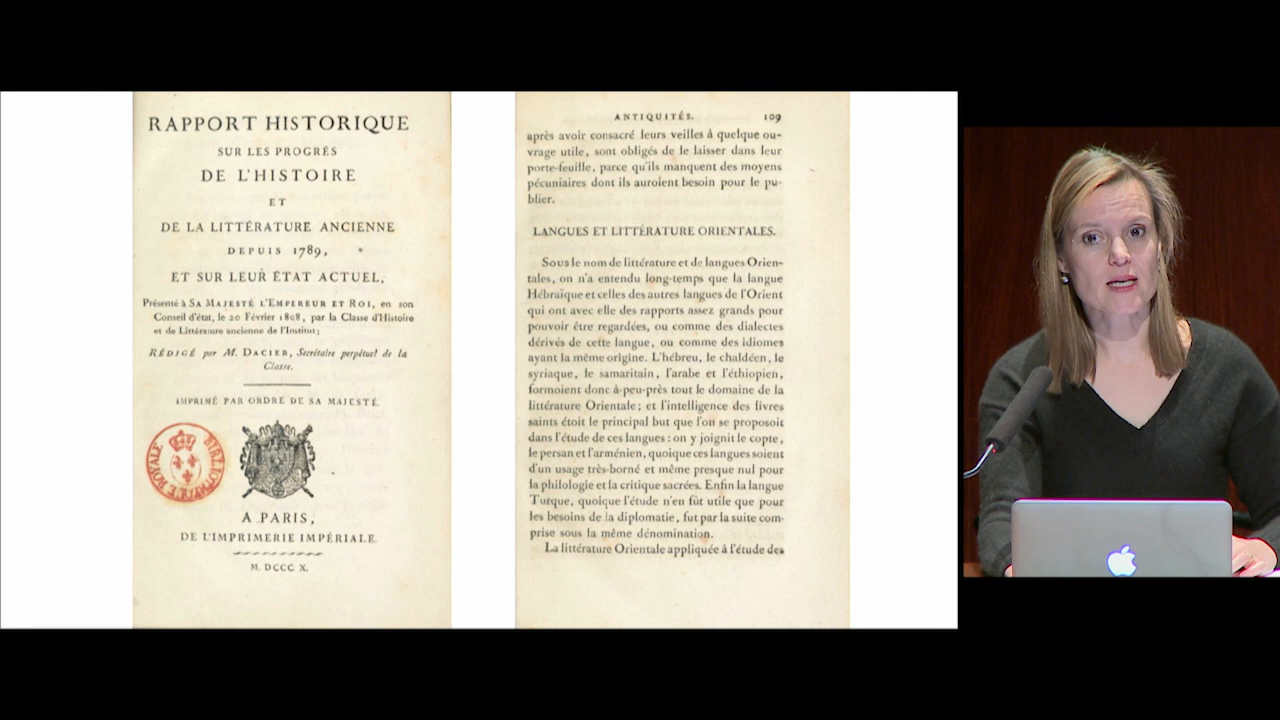 RAPPORT HISTORIQUE
SUR LES PROGRÈS
DE L'HISTOIRE
ET
DE LA LITTÉRATURE ANCIENNE
DEPUIS 1789,
ET SUR LEUR ÉTAT ACTUEL,
Présenté à SA MAJESTÉ L'EMPEREUR ET ROI, en son
Conseil d'état, le 20 Février 1808, par la Classe d'Histoire
et de Littérature ancienne de l'Institut;
RÉDIGÉ par M. DACIER, Secrétaire perpétuel de la
Classe.
IMPRIMÉ PAR ORDRE DE SA MAJESTÉ.
BIBLIOTHÈQUE ROYALE
A PARIS,
DE L'IMPRIMERIE IMPÉRIALE.
M. DCCC. X.
ANTIQUITÉS. 109
après avoir consacré leurs veilles à quelque ou-
vrage utile, sont obligés de le laisser dans leur
porte-feuille, parce qu'ils manquent des moyens
pécuniaires dont ils auroient besoin pour le pu-
blier.
LANGUES ET LITTÉRATURE ORIENTALES.
Sous le nom de littérature et de langues Orien-
tales, on n'a entendu long-temps que la langue
Hébraïque et celles des autres langues de l'Orient
qui ont avec elle des rapports assez grands pour
pouvoir être regardées, ou comme des dialectes
dérivés de cette langue, ou comme des idiomes
ayant la même origine. L'hébreu, le chaldéen, le
syriaque, le samaritain, l'arabe et l'éthiopien,
formoient donc à-peu-près tout le domaine de la
littérature Orientale; et l'intelligence des livres
saints étoit le principal but que l'on se proposoit
dans l'étude de ces langues: on y joignit le copte,
le persan et l'arménien, quoique ces langues soient
d'un usage très-borné et même presque nul pour
la philologie et la critique sacrées. Enfin la langue
Turque, quoique l'étude n'en fût utile que pour
les besoins de la diplomatie, fut par la suite com-
prise sous la même dénomination.
La littérature Orientale appliquée à l'étude des